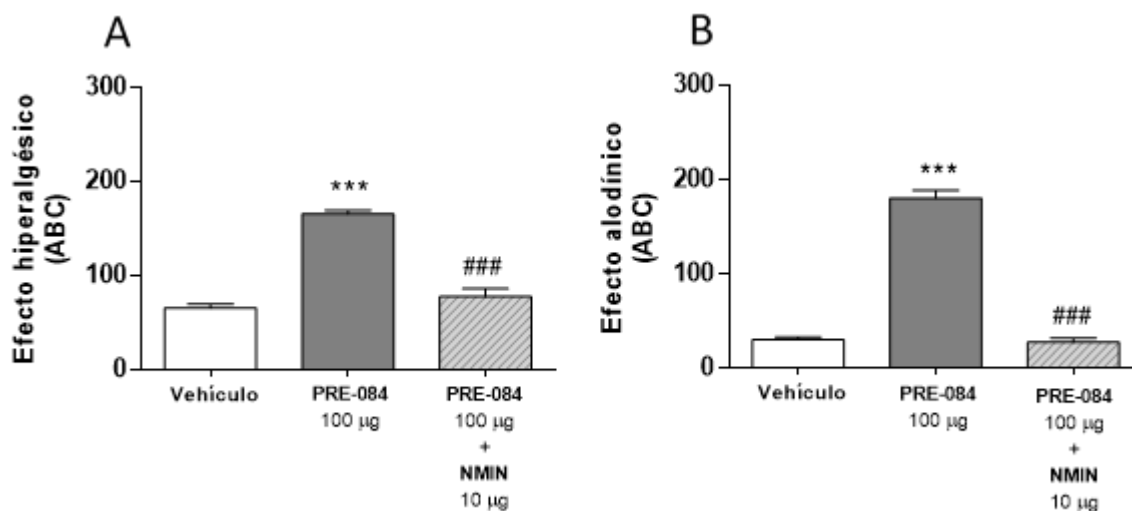 A
Efecto hiperalgésico
(ABC)
300
200
100
0
***
###
Vehículo
PRE-084
100 µg
PRE-084
100 µg
+
NMIN
10 µg
B
Efecto alodínico
(ABC)
300
200
100
0
***
###
Vehículo
PRE-084
100 µg
PRE-084
100 µg
+
NMIN
10 µg